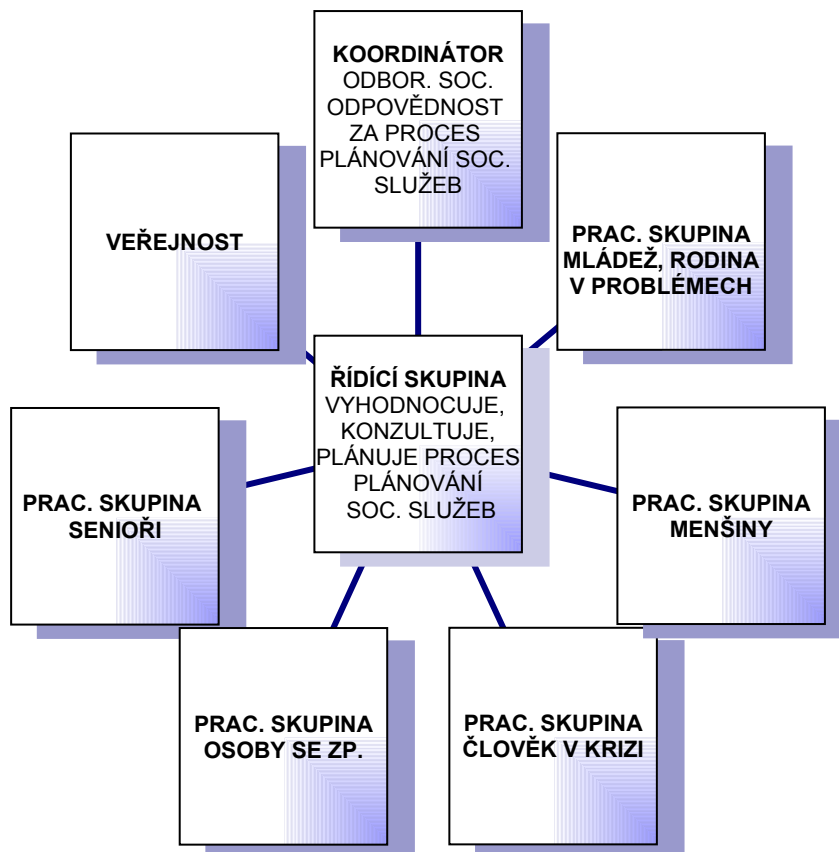 KOORDINÁTOR
ODBOR. SOC.
ODPOVĚDNOST
ZA PROCES
PLÁNOVÁNÍ SOC.
SLUŽEB
VEŘEJNOST
PRAC. SKUPINA
MLÁDEŽ, RODINA
V PROBLÉMECH
ŘÍDÍCÍ SKUPINA
VYHODNOCUJE,
KONZULTUJE,
PLÁNUJE PROCES
PLÁNOVÁNÍ
SOC. SLUŽEB
PRAC. SKUPINA
SENIOŘI
PRAC. SKUPINA
MENŠINY
PRAC. SKUPINA
OSOBY SE ZP.
PRAC. SKUPINA
ČLOVĚK V KRIZI